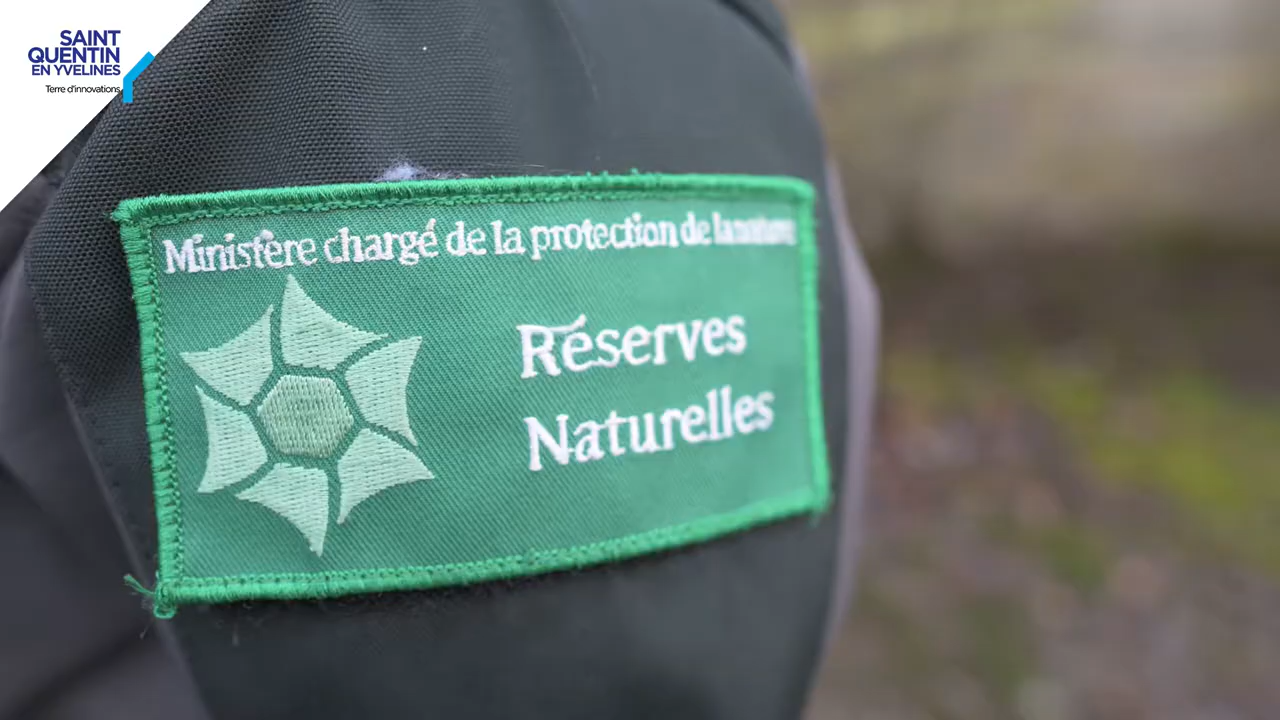 SAINT
QUENTIN
EN YVELINES
Terre d'innovations
Ministère chargé de la protection de la nature
Réserves
Naturelles